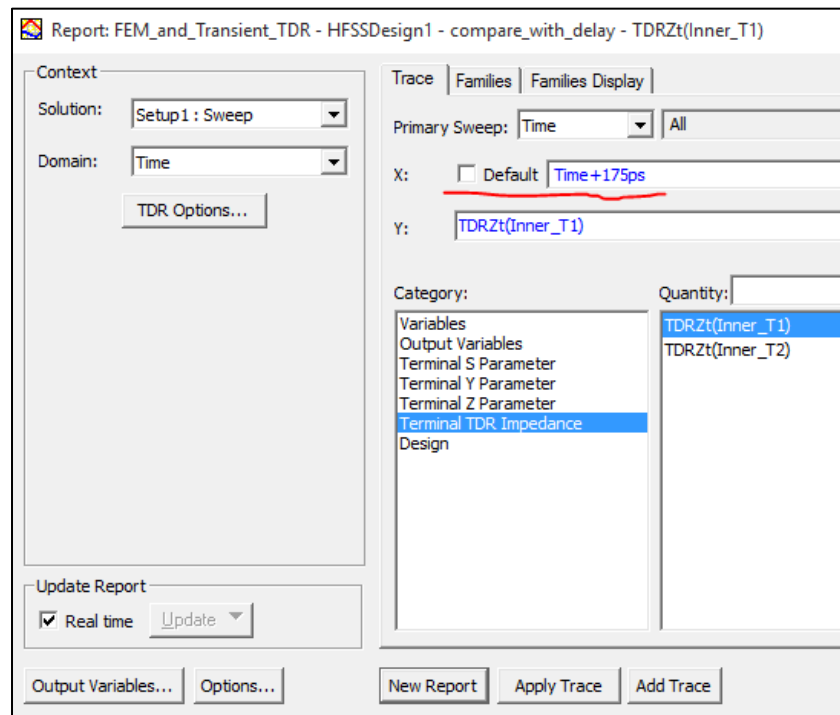 Report: FEM_and_Transient_TDR - HFSSDesign1 - compare_with_delay - TDRZt(Inner_T1)
Context
Solution: Setup1 : Sweep
Domain: Time
TDR Options...
Update Report
Real time Update
Output Variables... Options...
Trace Families Families Display
Primary Sweep: Time All
X: Default Time+175ps
Y: TDRZt(Inner_T1)
Category: Quantity:
Variables
Output Variables
Terminal S Parameter
Terminal Y Parameter
Terminal Z Parameter
Terminal TDR Impedance
Design
TDRZt(Inner_T1)
TDRZt(Inner_T2)
New Report Apply Trace Add Trace